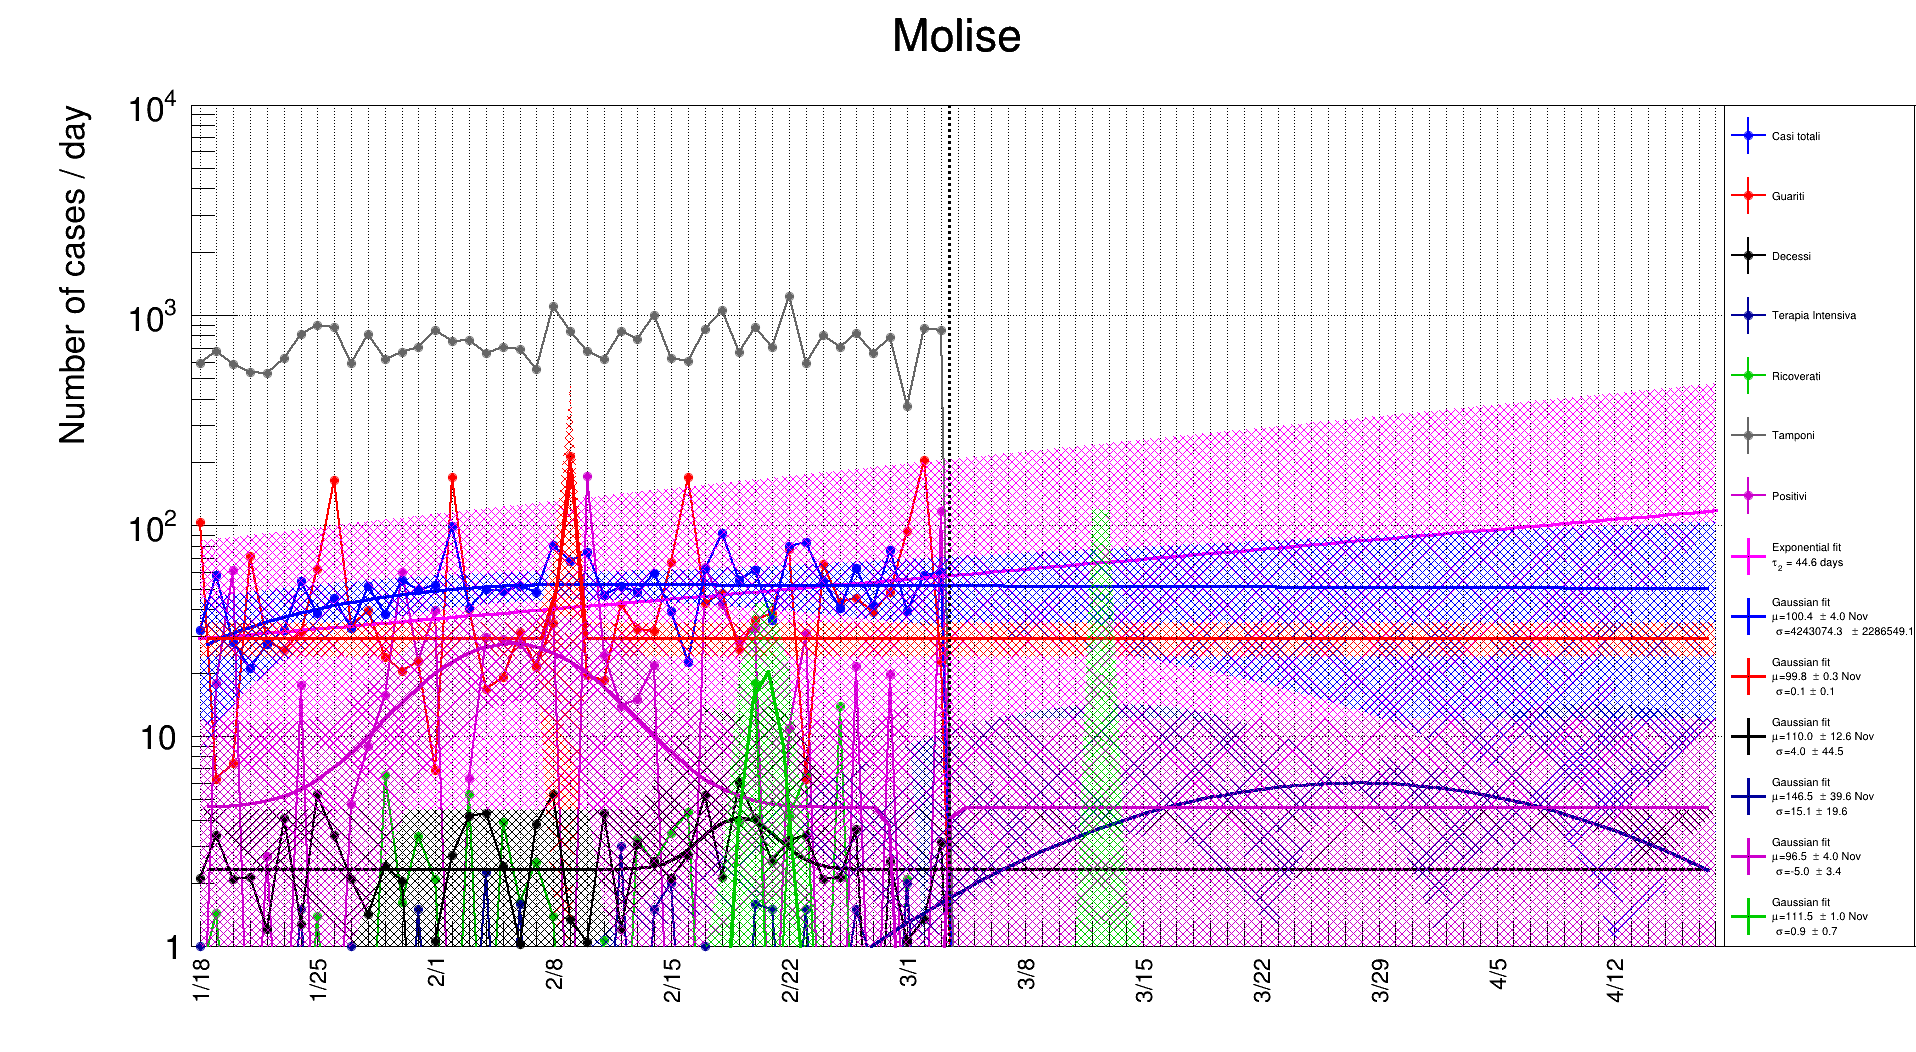 Molise
Number of cases / day
10^4
10^3
10^2
10
1
1/18
1/25
2/1
2/8
2/15
2/22
3/1
3/8
3/15
3/22
3/29
4/5
4/12
Casi totali
Guariti
Decessi
Terapia Intensiva
Ricoverati
Tamponi
Positivi
Exponential fit
τ₂ = 44.6 days
Gaussian fit
μ=100.4 ± 4.0 Nov
σ=4243074.3 ± 2286549.1
Gaussian fit
μ=99.8 ± 0.3 Nov
σ=0.1 ± 0.1
Gaussian fit
μ=110.0 ± 12.6 Nov
σ=4.0 ± 44.5
Gaussian fit
μ=146.5 ± 39.6 Nov
σ=15.1 ± 19.6
Gaussian fit
μ=96.5 ± 4.0 Nov
σ=-5.0 ± 3.4
Gaussian fit
μ=111.5 ± 1.0 Nov
σ=0.9 ± 0.7